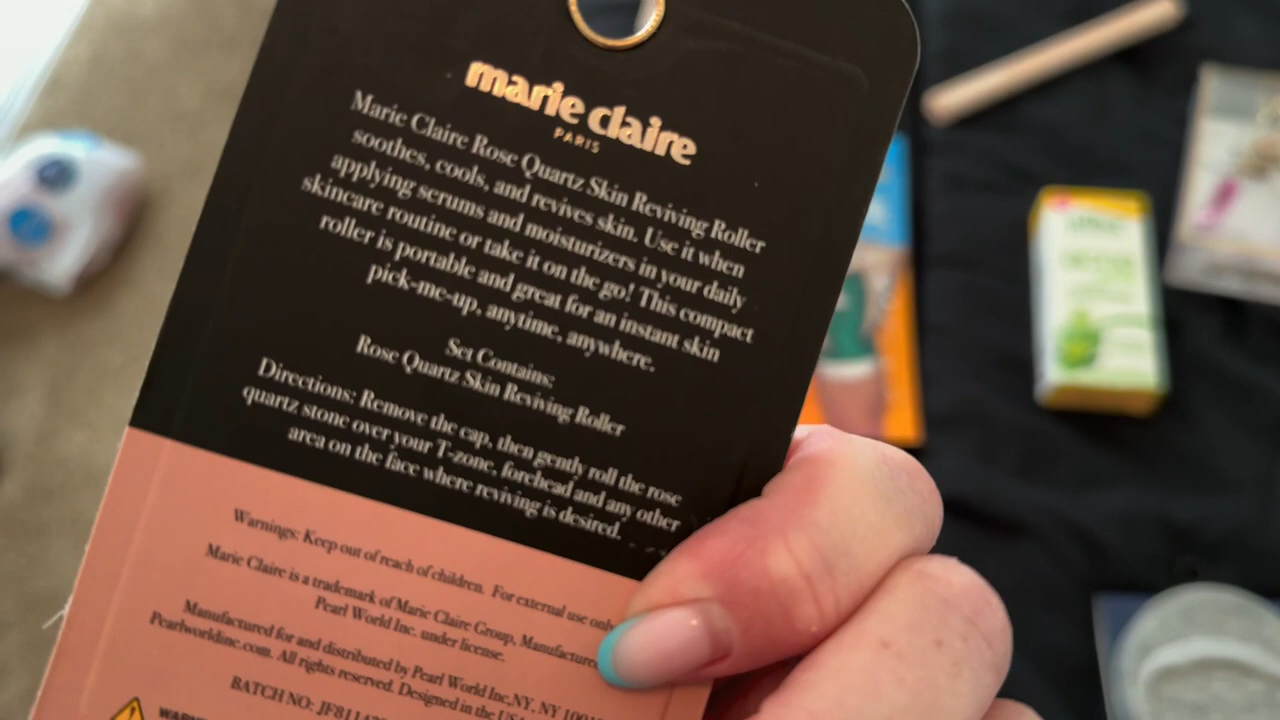 marie claire
PARIS
Marie Claire Rose Quartz Skin Reviving Roller
soothes, cools, and revives skin. Use it when
applying serums and moisturizers in your daily
skincare routine or take it on the go! This compact
roller is portable and great for an instant skin
pick-me-up, anytime, anywhere.
Set Contains:
Rose Quartz Skin Reviving Roller
Directions: Remove the cap, then gently roll the rose
quartz stone over your T-zone, forehead and any other
area on the face where reviving is desired.
Warnings: Keep out of reach of children. For external use only
Marie Claire is a trademark of Marie Claire Group, Manufacture
Pearl World Inc. under license.
Manufactured for and distributed by Pearl World Inc, NY, NY
Pearlworldinc.com. All rights reserved. Designed in the USA
BATCH NO: JF811